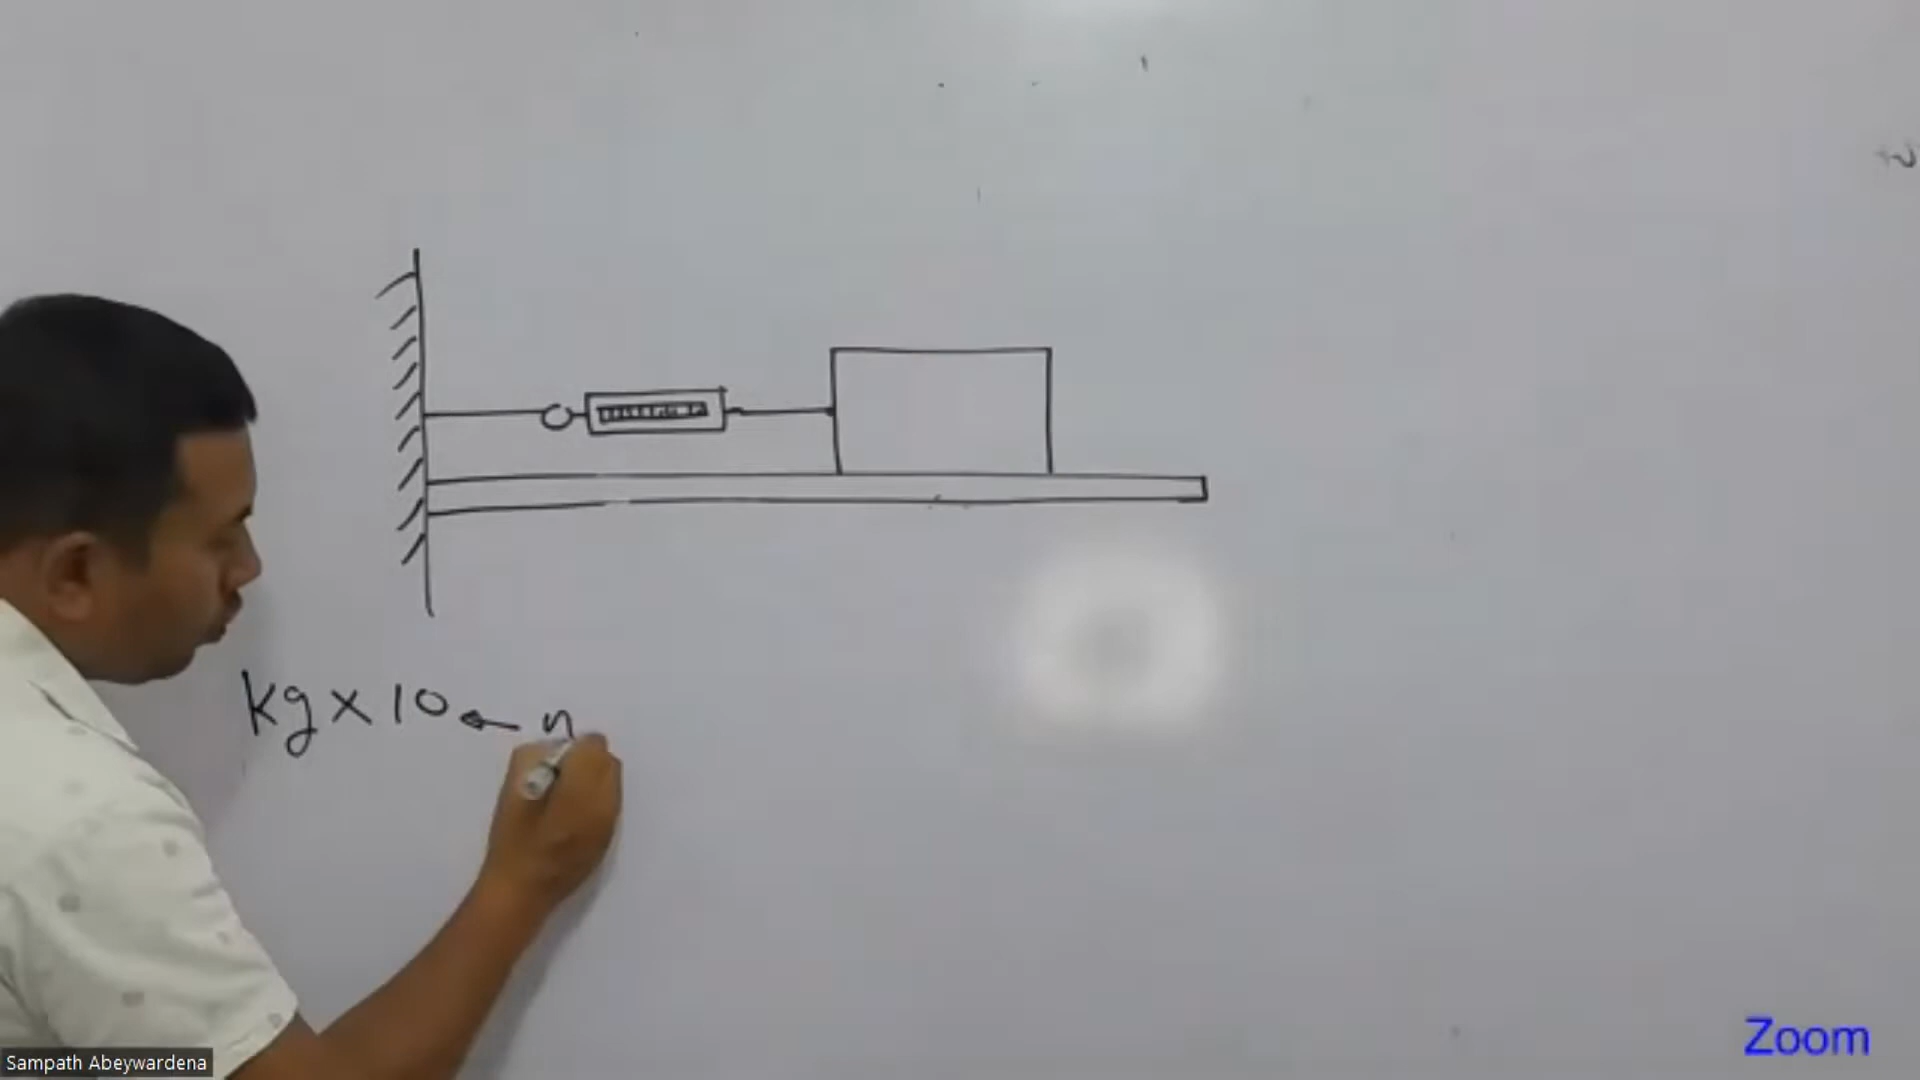 kg × 10 ←
Sampath Abeywardena
Zoom